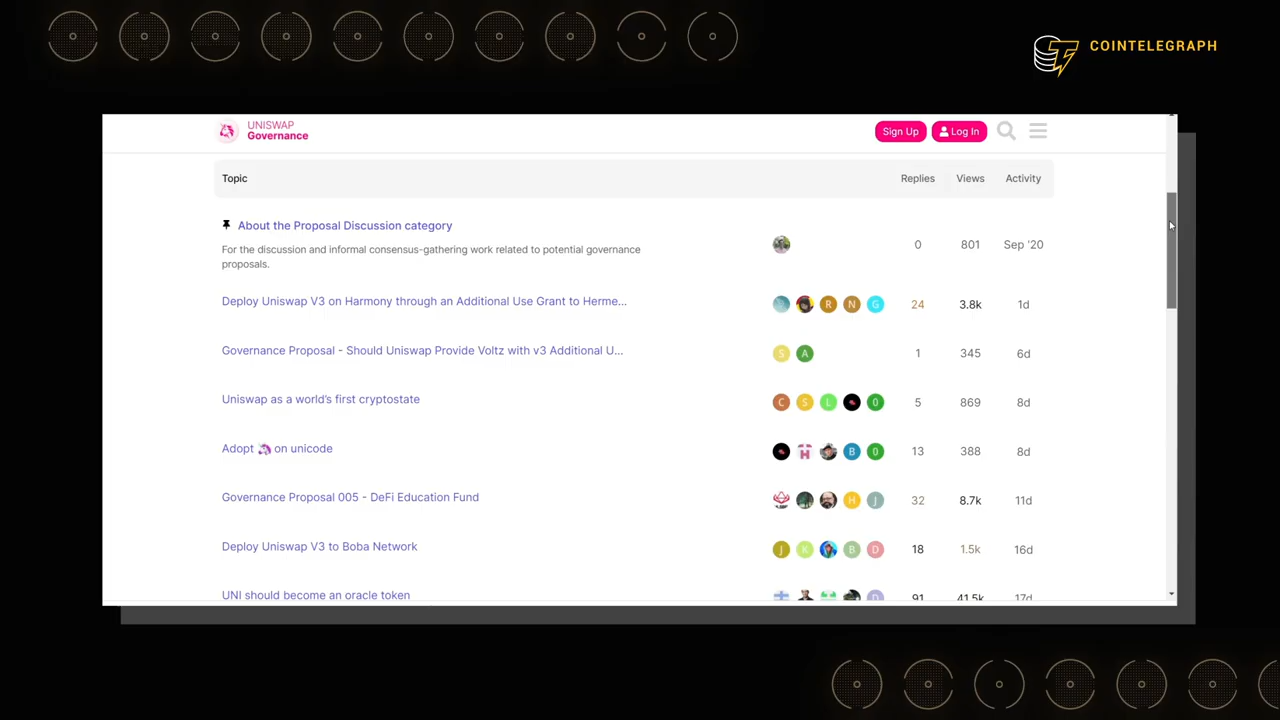 COINTELEGRAPH
UNISWAP
Governance
Sign Up
Log In
Topic
Replies
Views
Activity
About the Proposal Discussion category
For the discussion and informal consensus-gathering work related to potential governance
proposals.
0
801
Sep '20
Deploy Uniswap V3 on Harmony through an Additional Use Grant to Herme...
R
N
G
24
3.8k
1d
Governance Proposal - Should Uniswap Provide Voltz with v3 Additional U...
S
A
1
345
6d
Uniswap as a world's first cryptostate
C
S
L
0
5
869
8d
Adopt 🦄 on unicode
H
B
0
13
388
8d
Governance Proposal 005 - DeFi Education Fund
H
J
32
8.7k
11d
Deploy Uniswap V3 to Boba Network
J
K
B
D
18
1.5k
16d
UNI should become an oracle token
D
91
41.5k
17d